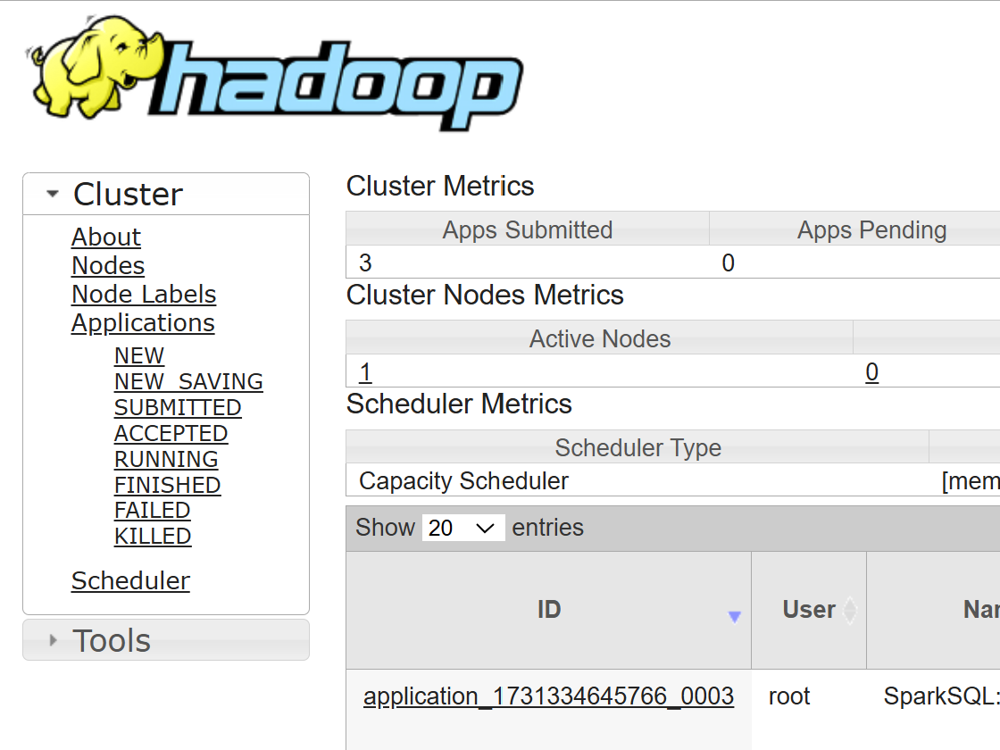 hadoop
Cluster
About
Nodes
Node Labels
Applications
NEW
NEW_SAVING
SUBMITTED
ACCEPTED
RUNNING
FINISHED
FAILED
KILLED
Scheduler
Tools
Cluster Metrics
Apps Submitted Apps Pending
3 0
Cluster Nodes Metrics
Active Nodes
1 0
Scheduler Metrics
Scheduler Type
Capacity Scheduler [mem
Show 20 entries
ID User Nar
application_1731334645766_0003 root SparkSQL: